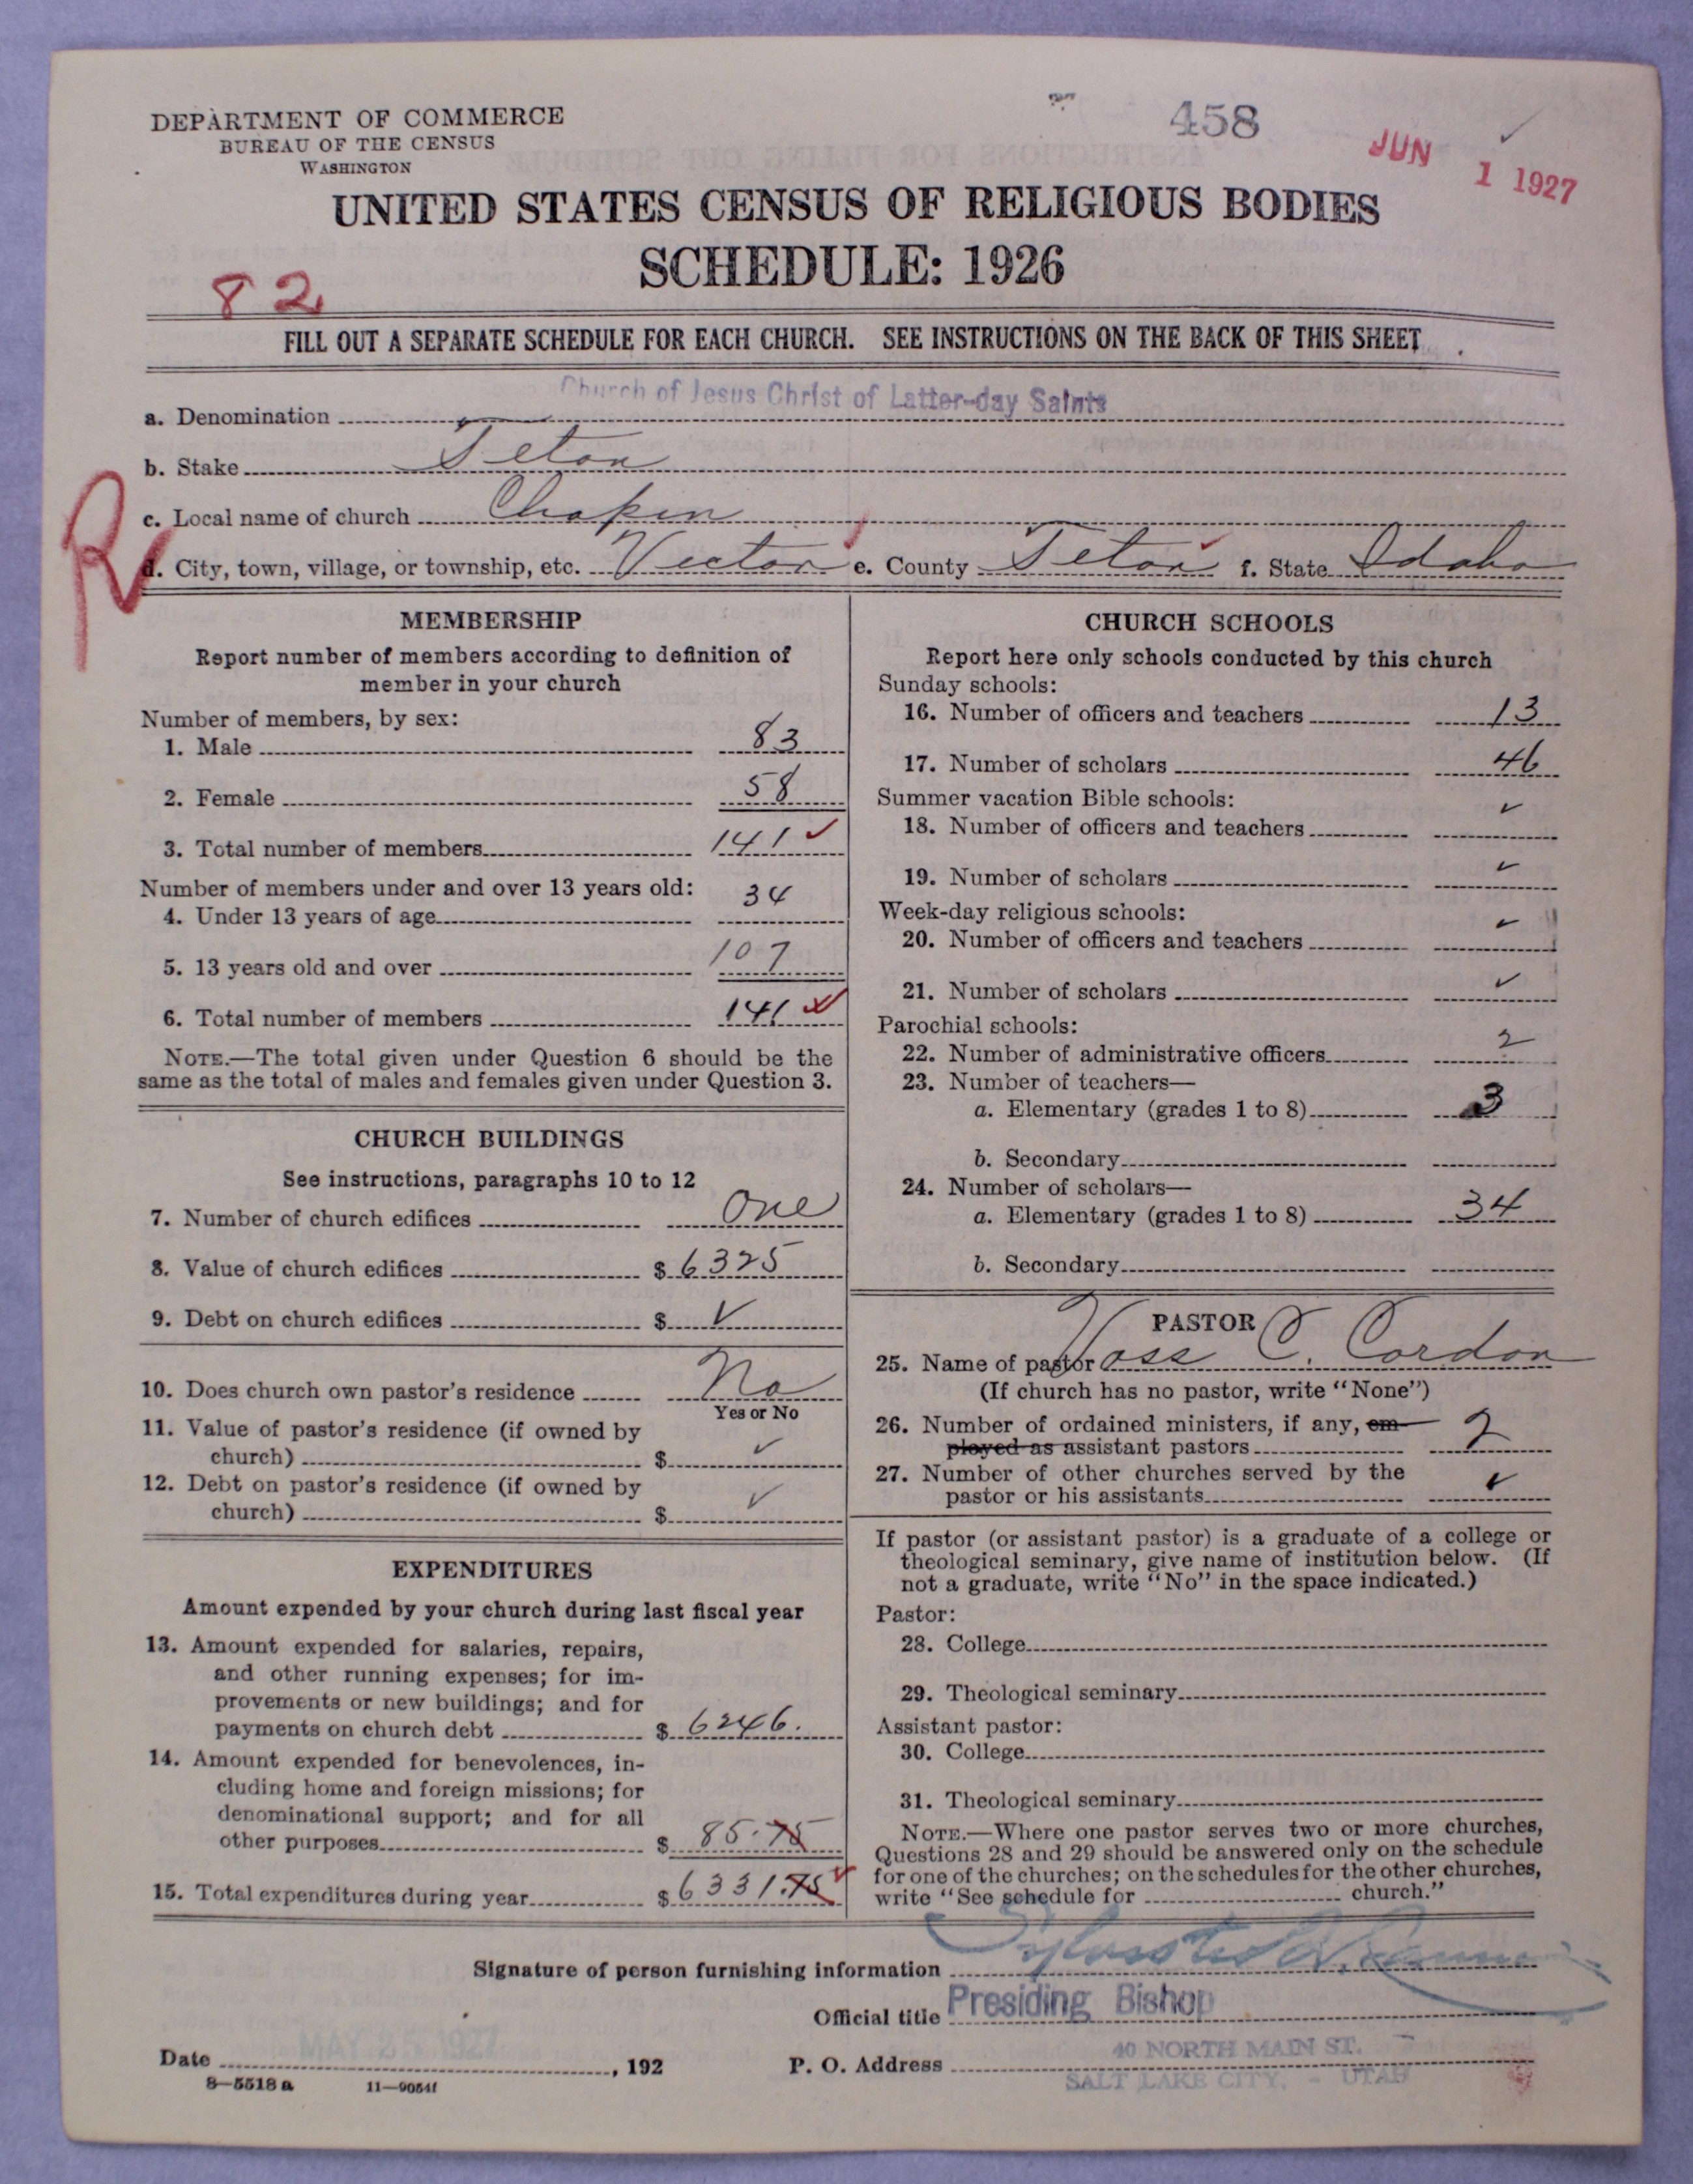 458
JUN 1 1927
DEPARTMENT OF COMMERCE
BUREAU OF THE CENSUS
WASHINGTON
UNITED STATES CENSUS OF RELIGIOUS BODIES
SCHEDULE: 1926
82
FILL OUT A SEPARATE SCHEDULE FOR EACH CHURCH. SEE INSTRUCTIONS ON THE BACK OF THIS SHEET
a. Denomination Church of Jesus Christ of Latter-day Saints
b. Stake Teton
c. Local name of church Chapin
R
d. City, town, village, or township, etc. Victor e. County Teton f. State Idaho
MEMBERSHIP
Report number of members according to definition of
member in your church
Number of members, by sex:
1. Male 83
2. Female 58
3. Total number of members 141 ✓
Number of members under and over 13 years old:
4. Under 13 years of age 34
5. 13 years old and over 107
6. Total number of members 141
NOTE.—The total given under Question 6 should be the
same as the total of males and females given under Question 3.
CHURCH BUILDINGS
See instructions, paragraphs 10 to 12
7. Number of church edifices One
8. Value of church edifices $ 6325
9. Debt on church edifices $ ✓
10. Does church own pastor's residence No
Yes or No
11. Value of pastor's residence (if owned by
church) $ ✓
12. Debt on pastor's residence (if owned by
church) $ ✓
EXPENDITURES
Amount expended by your church during last fiscal year
13. Amount expended for salaries, repairs,
and other running expenses; for im-
provements or new buildings; and for
payments on church debt $ 6246.
14. Amount expended for benevolences, in-
cluding home and foreign missions; for
denominational support; and for all
other purposes $ 85.75
15. Total expenditures during year $ 6331.75 ✓
CHURCH SCHOOLS
Report here only schools conducted by this church
Sunday schools:
16. Number of officers and teachers 13
17. Number of scholars 46
Summer vacation Bible schools:
18. Number of officers and teachers ✓
19. Number of scholars ✓
Week-day religious schools:
20. Number of officers and teachers ✓
21. Number of scholars ✓
Parochial schools:
22. Number of administrative officers 2
23. Number of teachers—
a. Elementary (grades 1 to 8) 3
b. Secondary
24. Number of scholars—
a. Elementary (grades 1 to 8) 34
b. Secondary
PASTOR
25. Name of pastor C. Cordon
(If church has no pastor, write "None")
26. Number of ordained ministers, if any, em-
ployed as assistant pastors 2
27. Number of other churches served by the
pastor or his assistants ✓
If pastor (or assistant pastor) is a graduate of a college or
theological seminary, give name of institution below. (If
not a graduate, write "No" in the space indicated.)
Pastor:
28. College
29. Theological seminary
Assistant pastor:
30. College
31. Theological seminary
NOTE.—Where one pastor serves two or more churches,
Questions 28 and 29 should be answered only on the schedule
for one of the churches; on the schedules for the other churches,
write "See schedule for church."
Signature of person furnishing information
Official title Presiding Bishop
Date MAY 25 1927, 192
P. O. Address 40 NORTH MAIN ST.
SALT LAKE CITY, - UTAH
8—5518 a 11—9054f